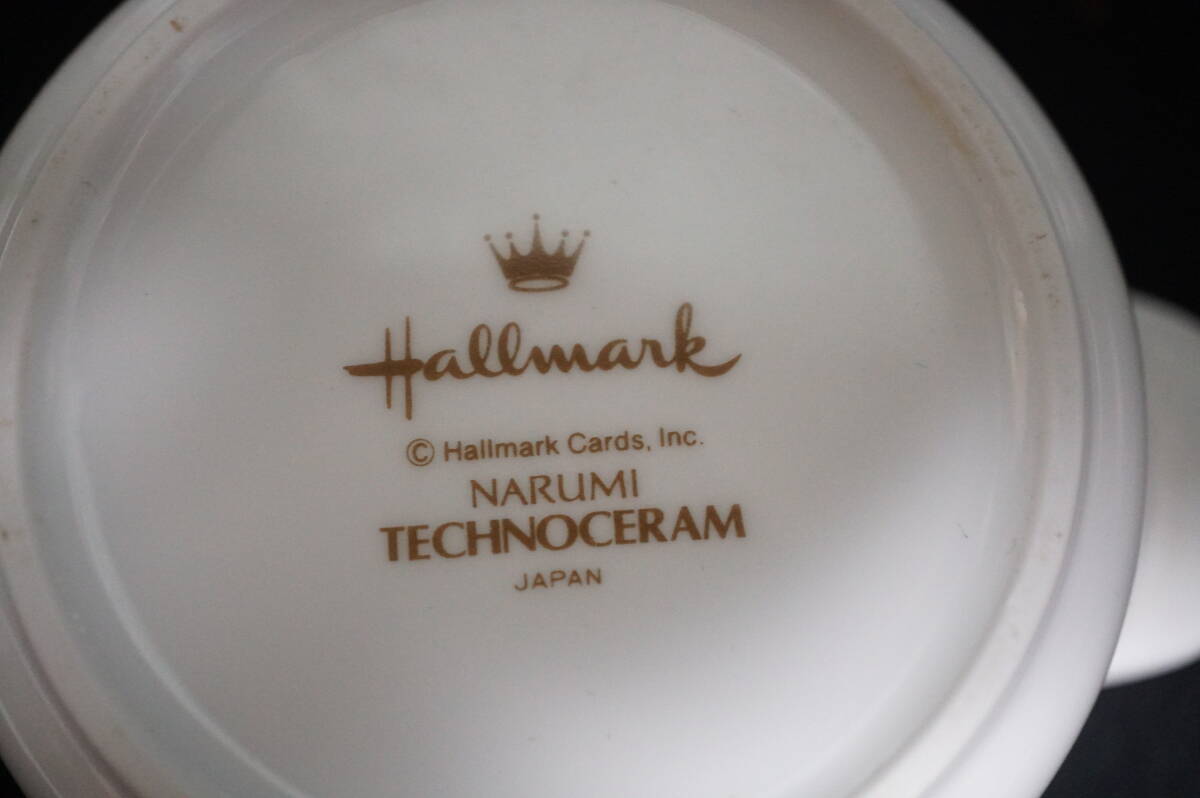 Hallmark
© Hallmark Cards, Inc.
NARUMI
TECHNOCERAM
JAPAN